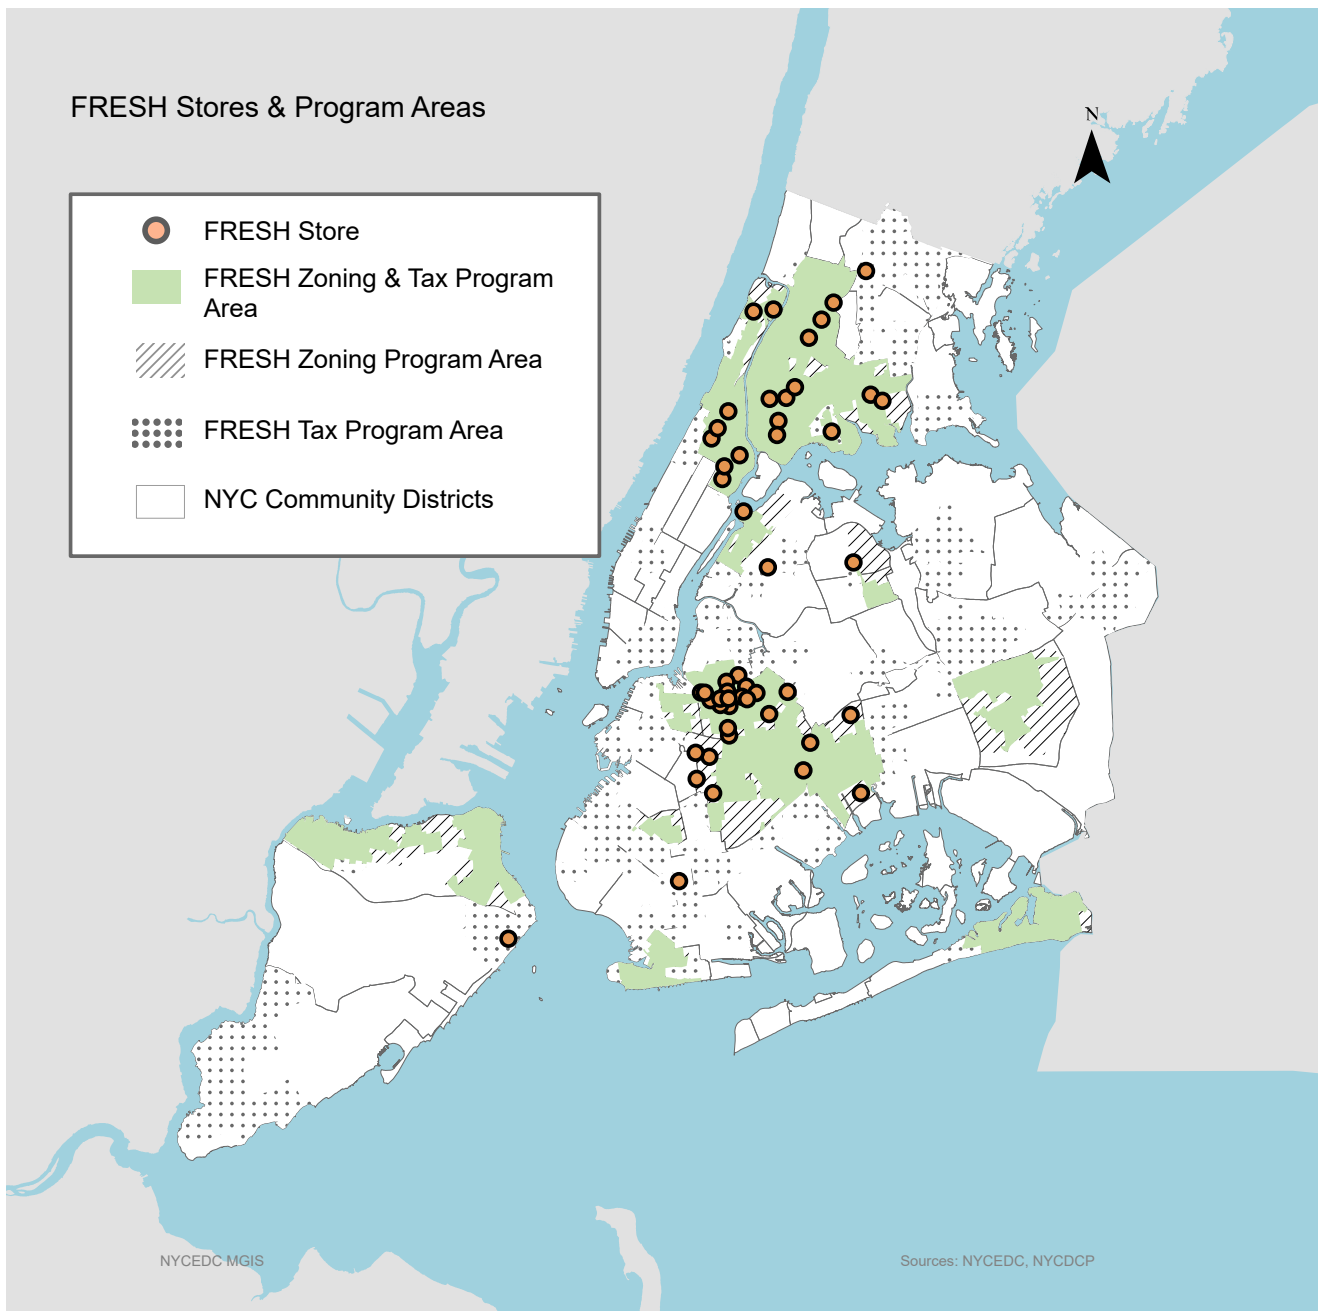 FRESH Stores & Program Areas
N
FRESH Store
FRESH Zoning & Tax Program
Area
FRESH Zoning Program Area
FRESH Tax Program Area
NYC Community Districts
NYCEDC MGIS
Sources: NYCEDC, NYCDCP